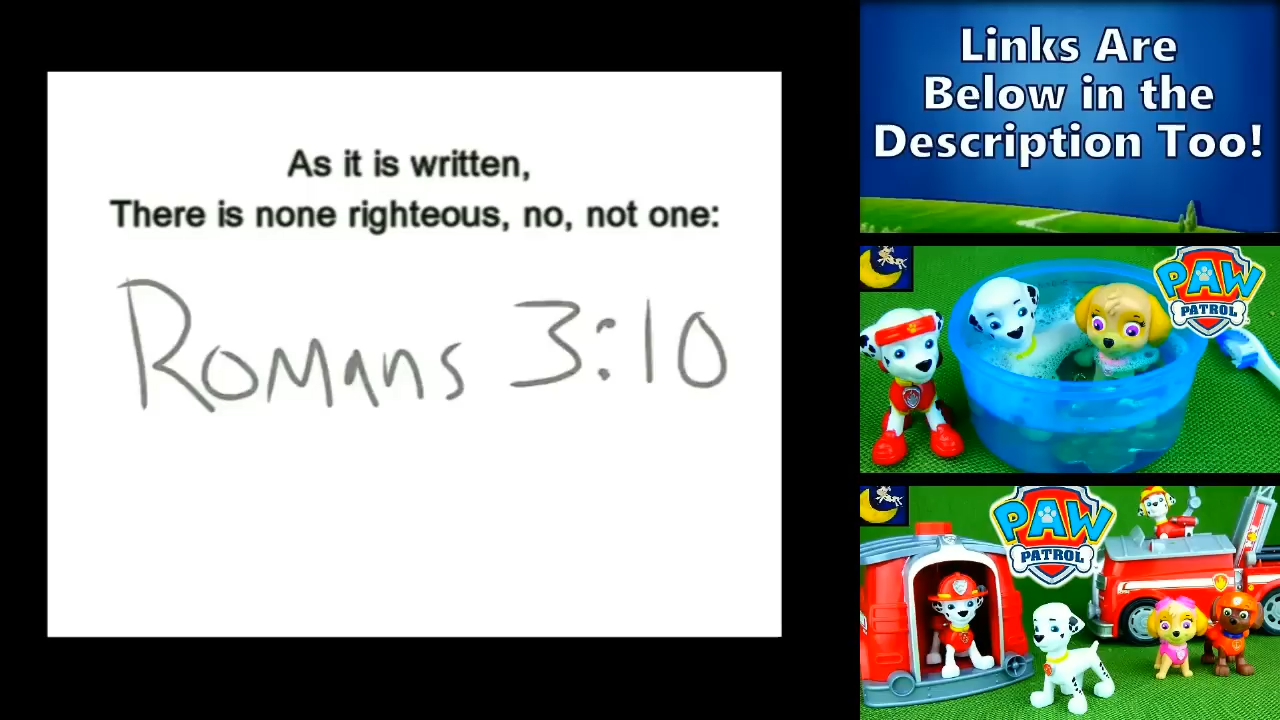 As it is written,
There is none righteous, no, not one:
Romans 3:10
Links Are
Below in the
Description Too!
PAW
PATROL
PAW
PATROL